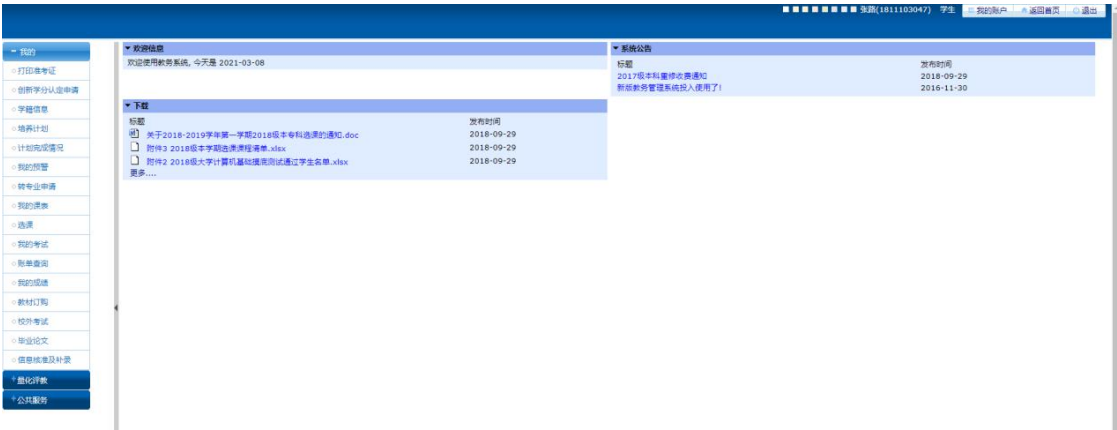 张路(1811103047) 学生 我的账户 返回首页 退出
我的
打印准考证
创新学分认定申请
学籍信息
培养计划
计划完成情况
我的预警
转专业申请
我的课表
选课
我的考试
账单查询
我的成绩
教材订购
校外考试
毕业论文
信息核准及补录
量化评教
公共服务
欢迎信息
欢迎使用教务系统, 今天是 2021-03-08
下载
标题 发布时间
关于2018-2019学年第一学期2018级本专科选课的通知.doc 2018-09-29
附件3 2018级本学期选课课程清单.xlsx 2018-09-29
附件2 2018级大学计算机基础摸底测试通过学生名单.xlsx 2018-09-29
更多....
系统公告
标题 发布时间
2017级本科重修收费通知 2018-09-29
新版教务管理系统投入使用了! 2016-11-30